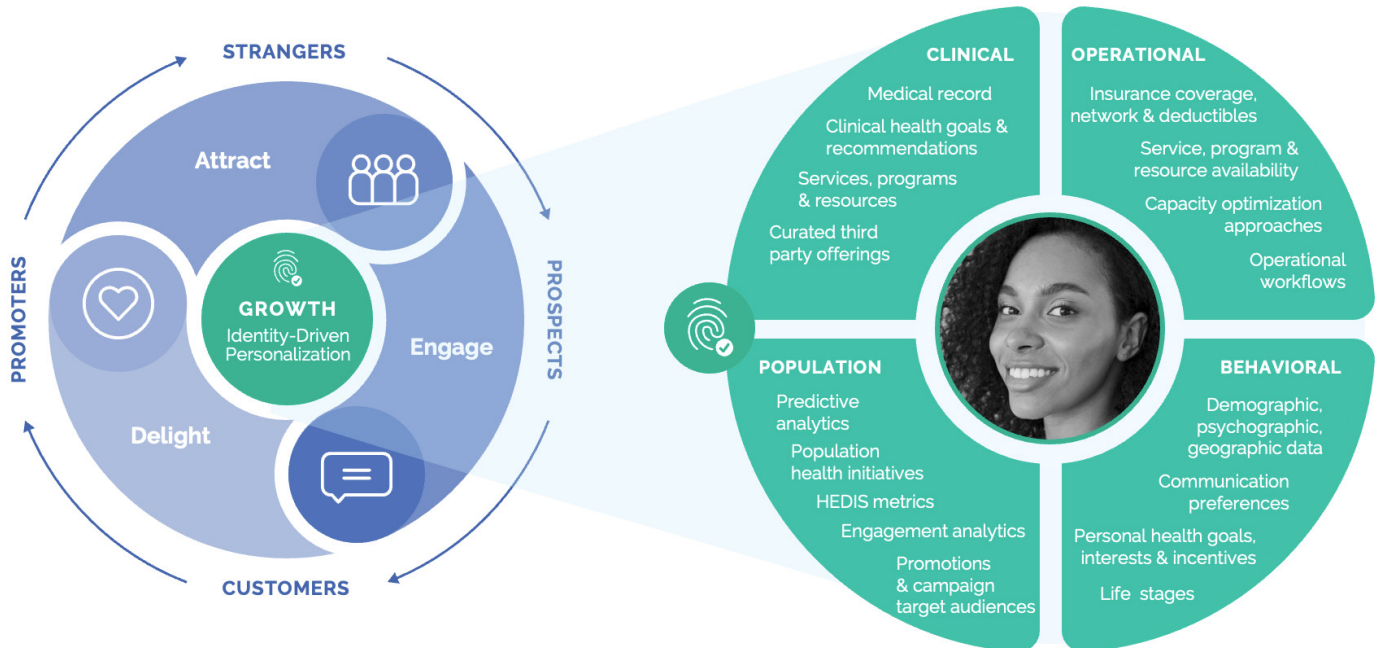 STRANGERS
Attract
PROMOTERS
GROWTH
Identity-Driven
Personalization
Engage
PROSPECTS
Delight
CUSTOMERS
CLINICAL
Medical record
Clinical health goals &
recommendations
Services, programs
& resources
Curated third
party offerings
OPERATIONAL
Insurance coverage,
network & deductibles
Service, program &
resource availability
Capacity optimization
approaches
Operational
workflows
POPULATION
Predictive
analytics
Population
health initiatives
HEDIS metrics
Engagement analytics
Promotions
& campaign
target audiences
BEHAVIORAL
Demographic,
psychographic,
geographic data
Communication
preferences
Personal health goals,
interests & incentives
Life stages